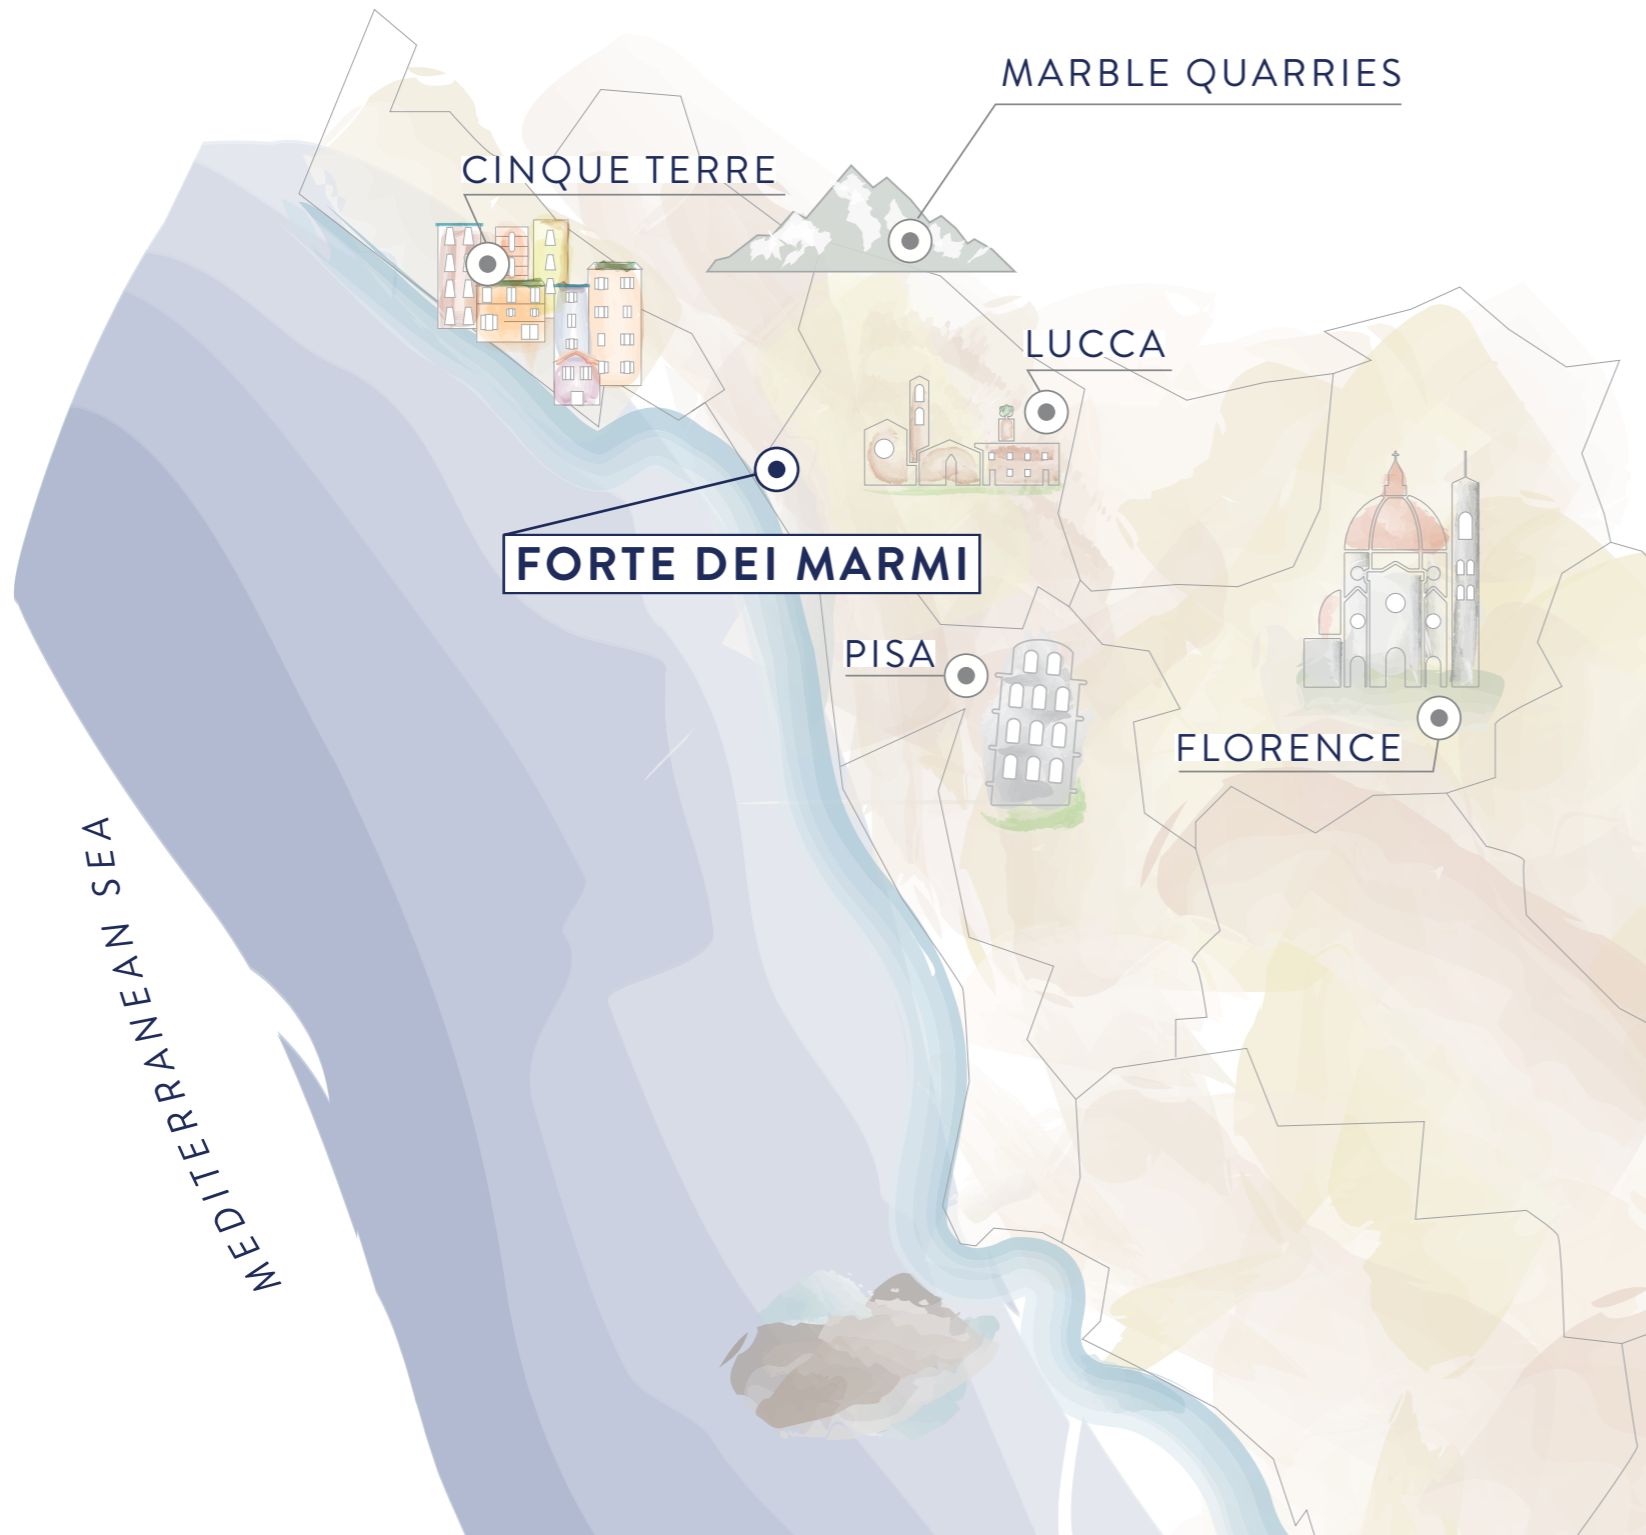 MARBLE QUARRIES
CINQUE TERRE
LUCCA
FORTE DEI MARMI
PISA
FLORENCE
MEDITERRANEAN SEA